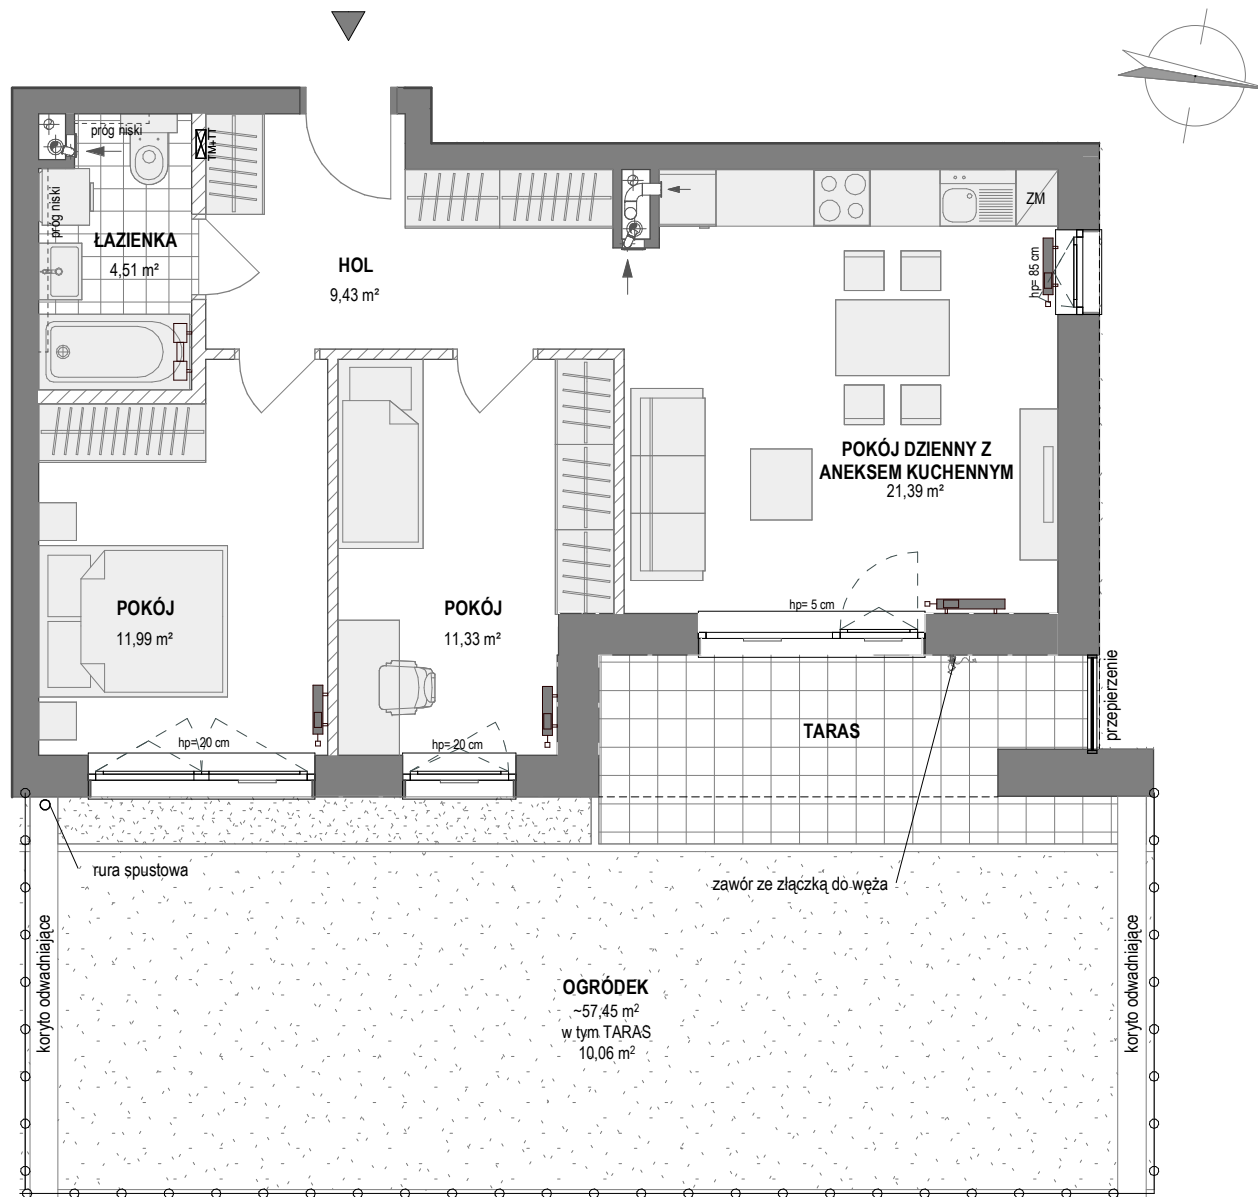 próg niski
TM+TT
próg niski
ŁAZIENKA
4,51 m²
HOL
9,43 m²
ZM
hp= 85 cm
POKÓJ DZIENNY Z
ANEKSEM KUCHENNYM
21,39 m²
POKÓJ
11,99 m²
POKÓJ
11,33 m²
hp= 5 cm
hp= 20 cm
hp= 20 cm
TARAS
przepierzenie
rura spustowa
zawór ze złączką do węża
koryto odwadniające
koryto odwadniające
OGRÓDEK
~57,45 m²
w tym TARAS
10,06 m²